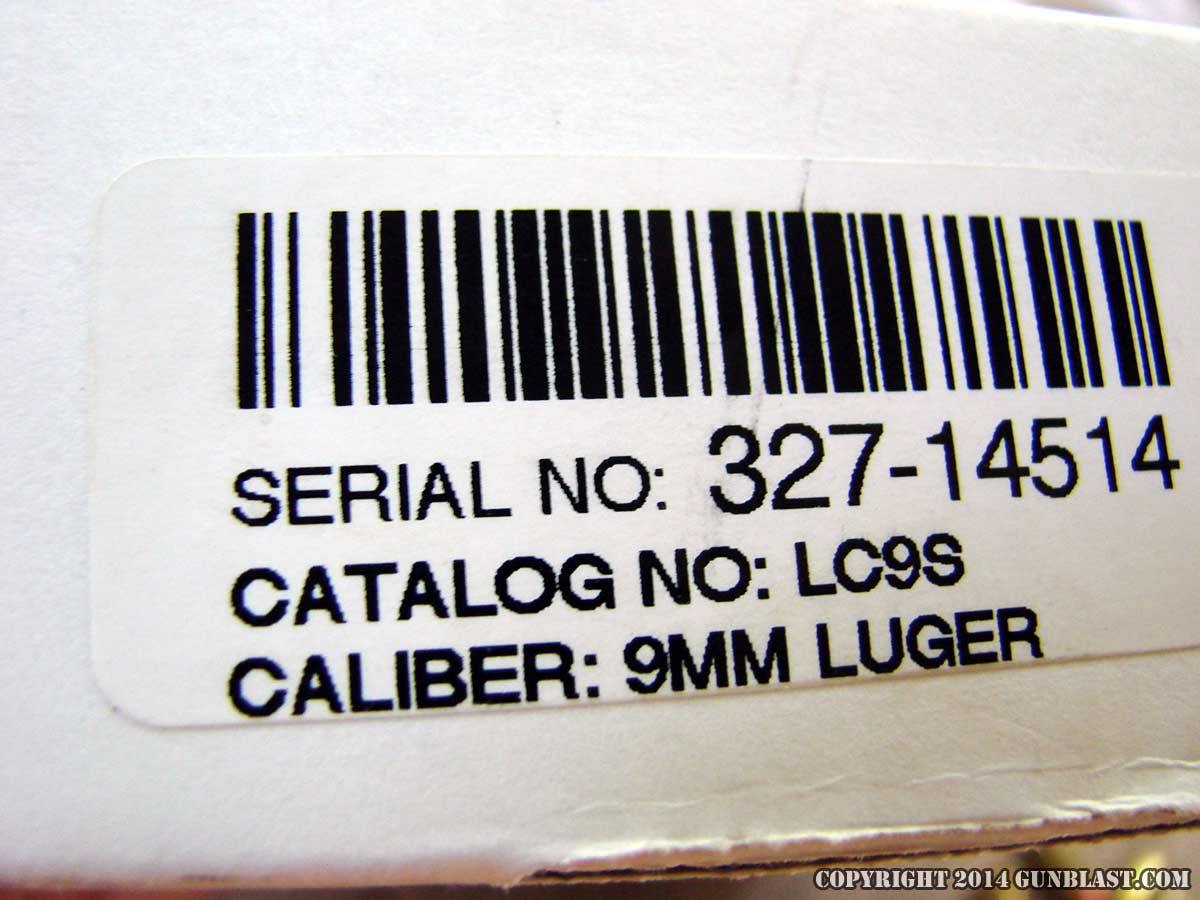 SERIAL NO: 327-14514
CATALOG NO: LC9S
CALIBER: 9MM LUGER
COPYRIGHT 2014 GUNBLAST.COM